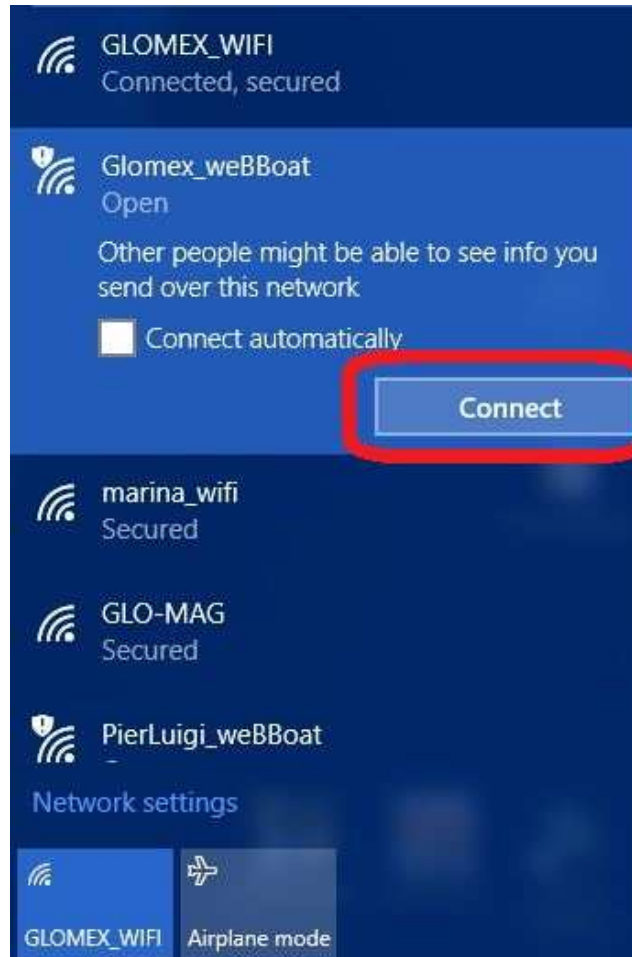 GLOMEX_WIFI
Connected, secured
Glomex_weBBoat
Open
Other people might be able to see info you
send over this network
Connect automatically
Connect
marina_wifi
Secured
GLO-MAG
Secured
PierLuigi_weBBoat
Network settings
GLOMEX_WIFI
Airplane mode